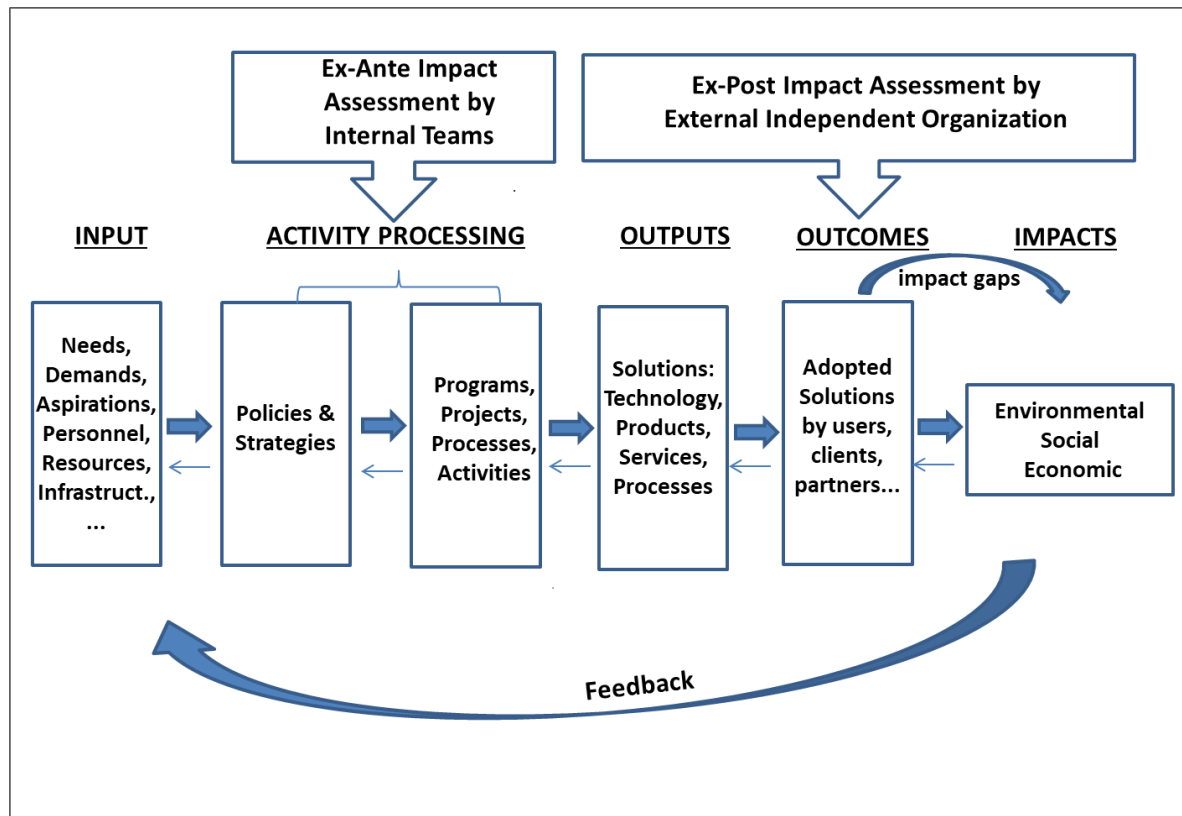 Ex-Ante Impact
Assessment by
Internal Teams
Ex-Post Impact Assessment by
External Independent Organization
INPUT
ACTIVITY PROCESSING
OUTPUTS
OUTCOMES
IMPACTS
impact gaps
Needs,
Demands,
Aspirations,
Personnel,
Resources,
Infrastruct.,
...
Policies &
Strategies
Programs,
Projects,
Processes,
Activities
Solutions:
Technology,
Products,
Services,
Processes
Adopted
Solutions
by users,
clients,
partners...
Environmental
Social
Economic
Feedback